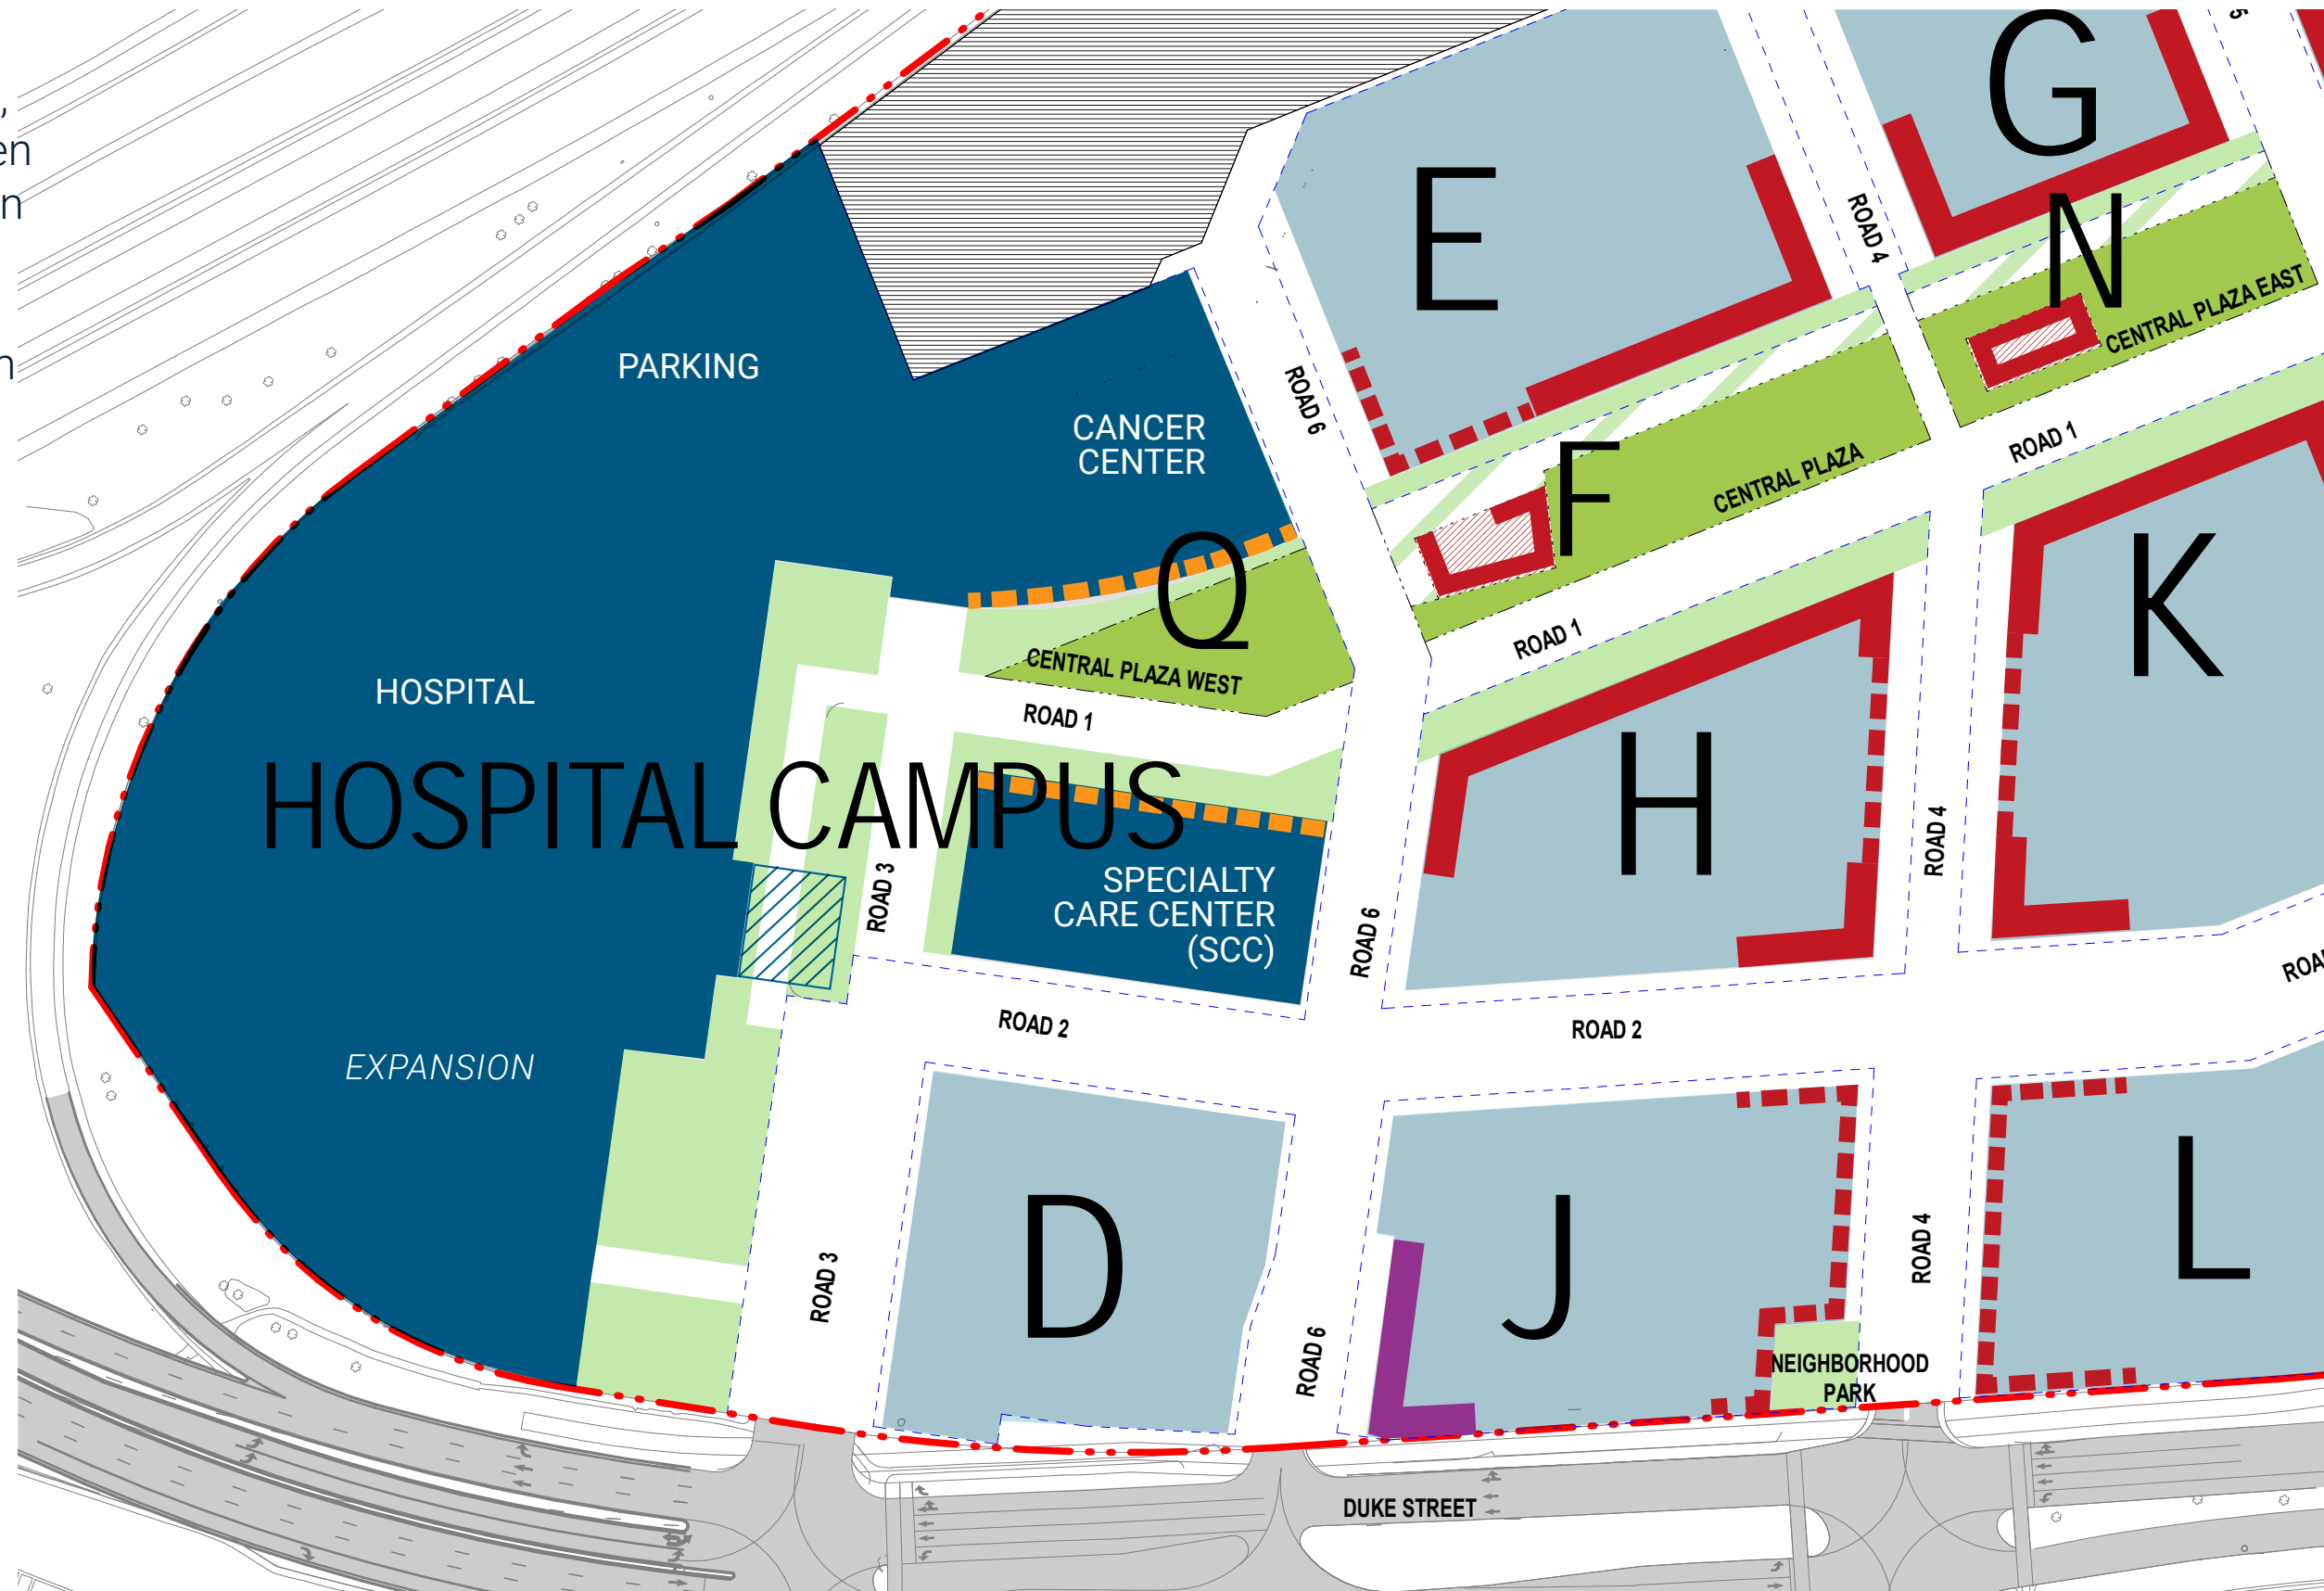 ,
en
n
n
G
5
E
N
ROAD 4
CENTRAL PLAZA EAST
PARKING
ROAD 6
CANCER
CENTER
F
CENTRAL PLAZA
ROAD 1
Q
K
CENTRAL PLAZA WEST
ROAD 1
ROAD 1
HOSPITAL
HOSPITAL CAMPUS
H
ROAD 3
SPECIALTY
CARE CENTER
(SCC)
ROAD 6
ROAD 4
ROAD 2
ROAD 2
EXPANSION
D
J
L
ROAD 3
ROAD 6
ROAD 4
NEIGHBORHOOD
PARK
DUKE STREET